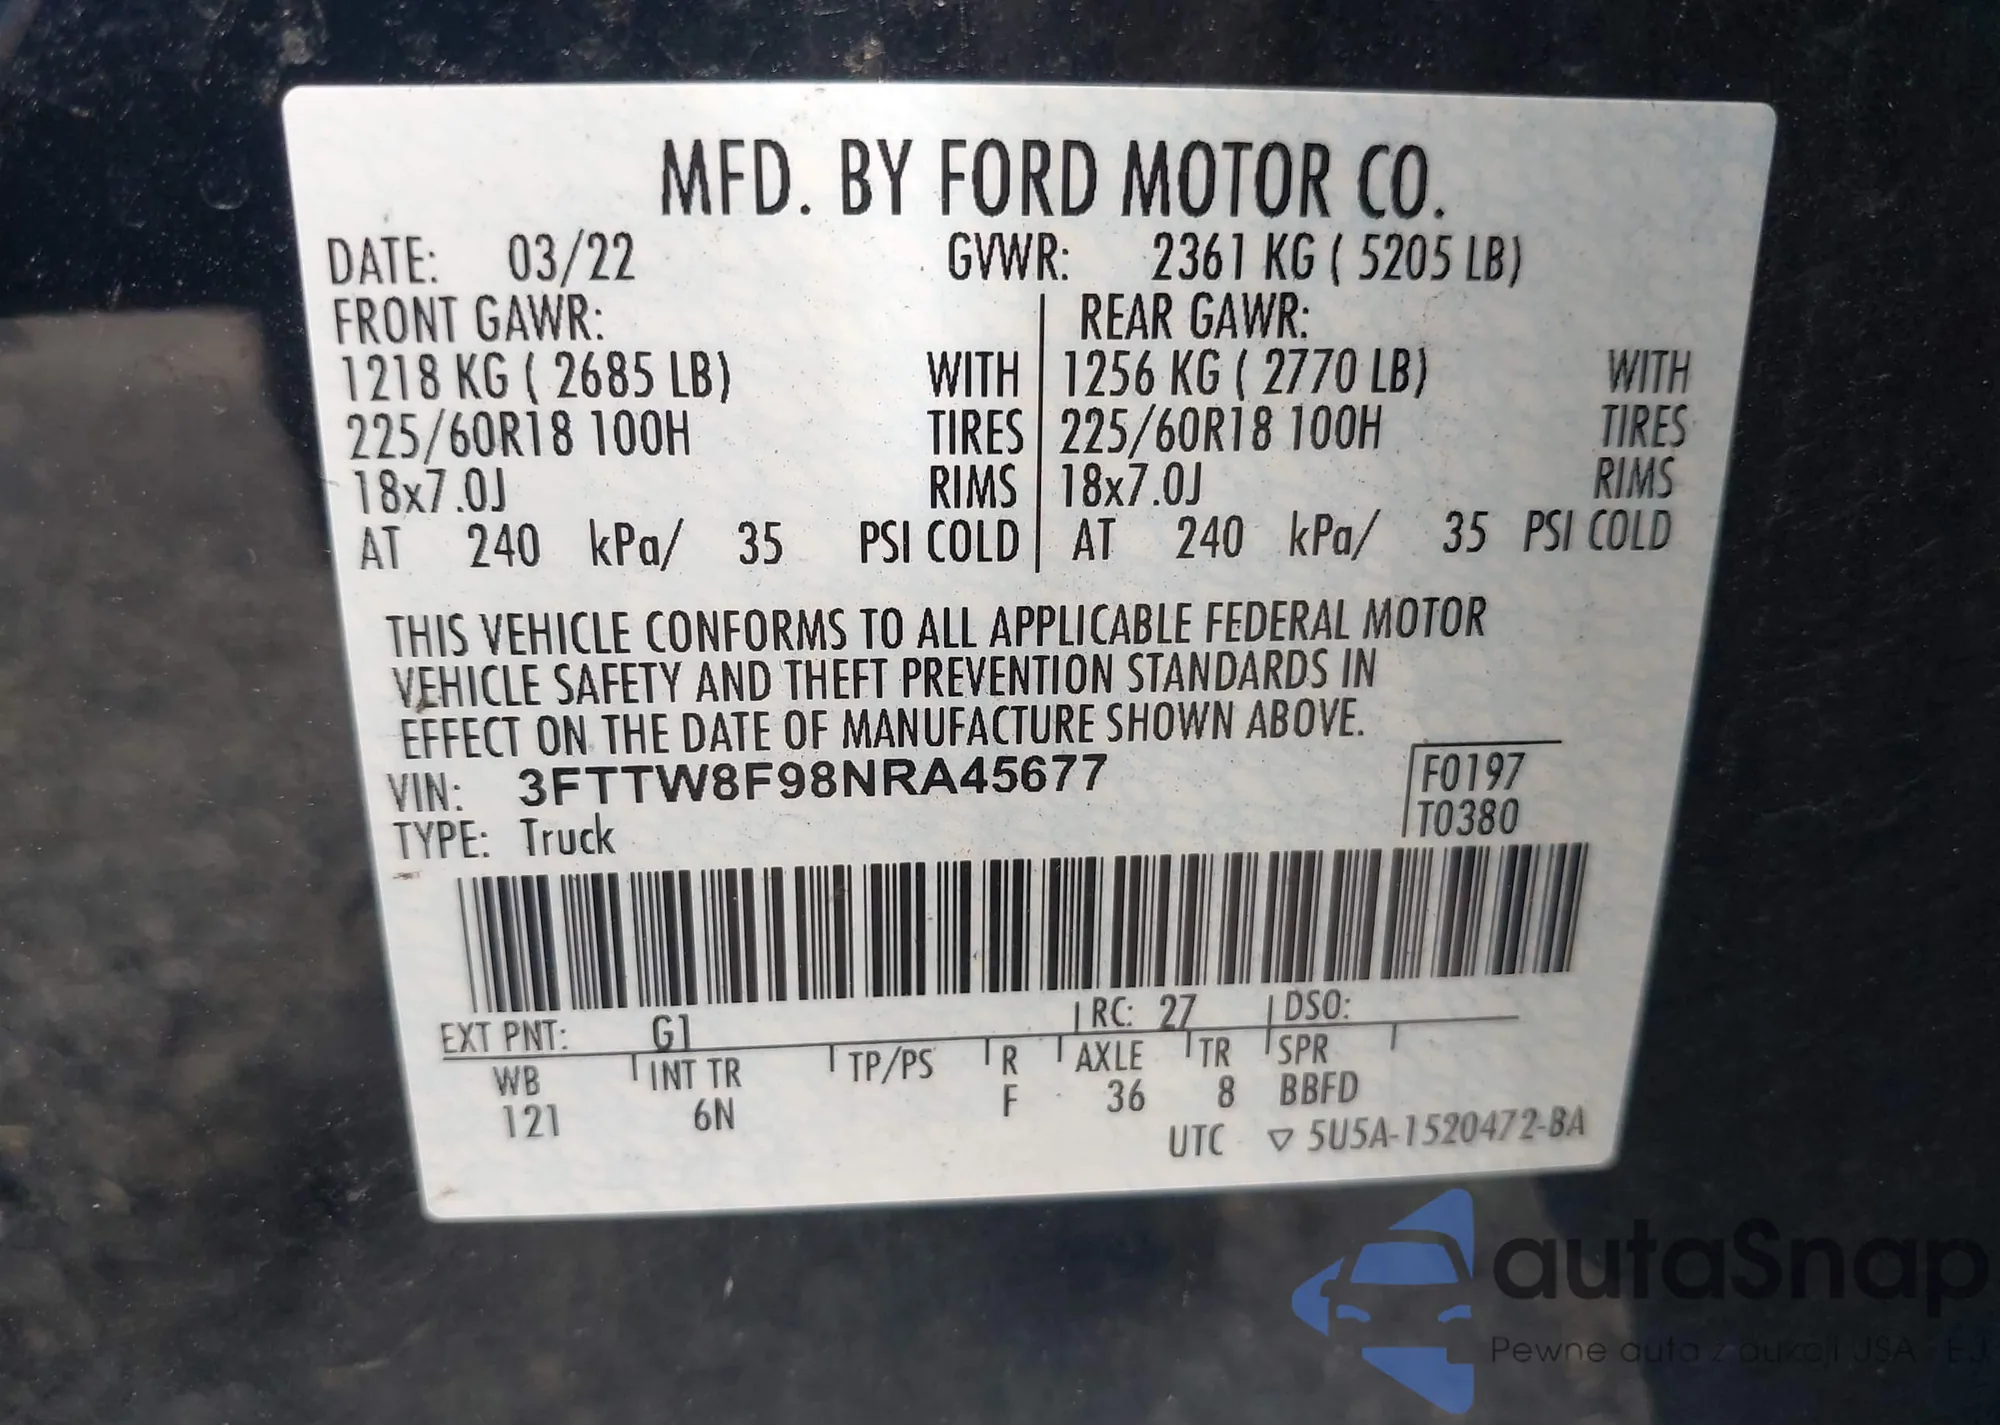 MFD. BY FORD MOTOR CO.
DATE: 03/22 GVWR: 2361 KG ( 5205 LB)
FRONT GAWR: REAR GAWR:
1218 KG ( 2685 LB) WITH 1256 KG ( 2770 LB) WITH
225/60R18 100H TIRES 225/60R18 100H TIRES
18x7.0J RIMS 18x7.0J RIMS
AT 240 kPa/ 35 PSI COLD AT 240 kPa/ 35 PSI COLD
THIS VEHICLE CONFORMS TO ALL APPLICABLE FEDERAL MOTOR
VEHICLE SAFETY AND THEFT PREVENTION STANDARDS IN
EFFECT ON THE DATE OF MANUFACTURE SHOWN ABOVE.
VIN: 3FTTW8F98NRA45677 F0197
TYPE: Truck T0380
EXT PNT: G1 RC: 27 DSO:
WB INT TR TP/PS R AXLE TR SPR
121 6N F 36 8 BBFD
UTC ▽ 5U5A-1520472-BA
autaSnap
Pewne auta z aukcji USA